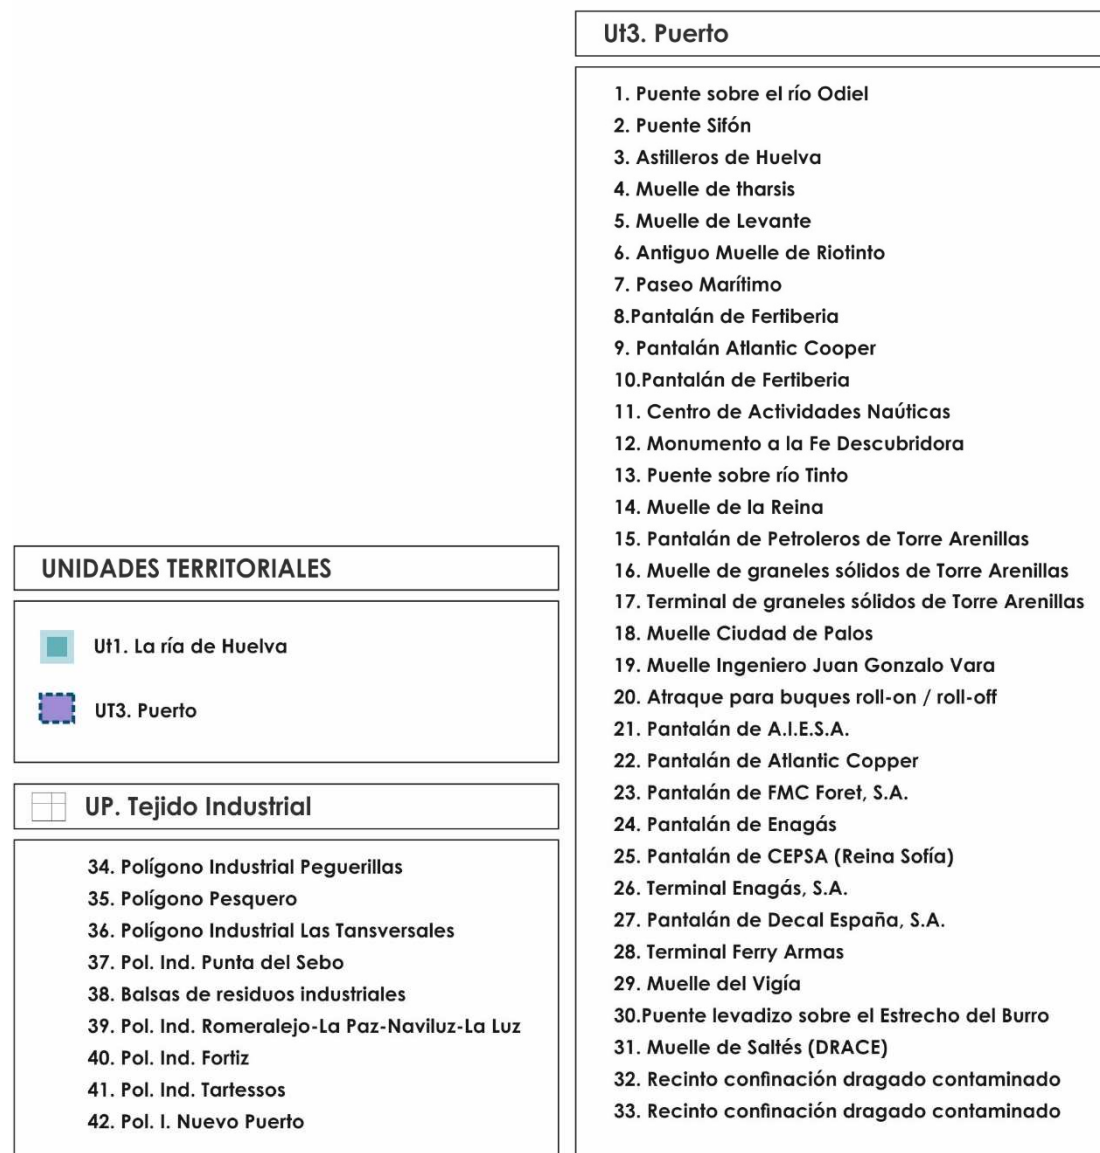 UNIDADES TERRITORIALES
Ut1. La ría de Huelva
UT3. Puerto
UP. Tejido Industrial
34. Polígono Industrial Peguerillas
35. Polígono Pesquero
36. Polígono Industrial Las Tansversales
37. Pol. Ind. Punta del Sebo
38. Balsas de residuos industriales
39. Pol. Ind. Romeralejo-La Paz-Naviluz-La Luz
40. Pol. Ind. Fortiz
41. Pol. Ind. Tartessos
42. Pol. I. Nuevo Puerto
Ut3. Puerto
1. Puente sobre el río Odiel
2. Puente Sifón
3. Astilleros de Huelva
4. Muelle de tharsis
5. Muelle de Levante
6. Antiguo Muelle de Riotinto
7. Paseo Marítimo
8.Pantalán de Fertiberia
9. Pantalán Atlantic Cooper
10.Pantalán de Fertiberia
11. Centro de Actividades Naúticas
12. Monumento a la Fe Descubridora
13. Puente sobre río Tinto
14. Muelle de la Reina
15. Pantalán de Petroleros de Torre Arenillas
16. Muelle de graneles sólidos de Torre Arenillas
17. Terminal de graneles sólidos de Torre Arenillas
18. Muelle Ciudad de Palos
19. Muelle Ingeniero Juan Gonzalo Vara
20. Atraque para buques roll-on / roll-off
21. Pantalán de A.I.E.S.A.
22. Pantalán de Atlantic Copper
23. Pantalán de FMC Foret, S.A.
24. Pantalán de Enagás
25. Pantalán de CEPSA (Reina Sofía)
26. Terminal Enagás, S.A.
27. Pantalán de Decal España, S.A.
28. Terminal Ferry Armas
29. Muelle del Vigía
30.Puente levadizo sobre el Estrecho del Burro
31. Muelle de Saltés (DRACE)
32. Recinto confinación dragado contaminado
33. Recinto confinación dragado contaminado